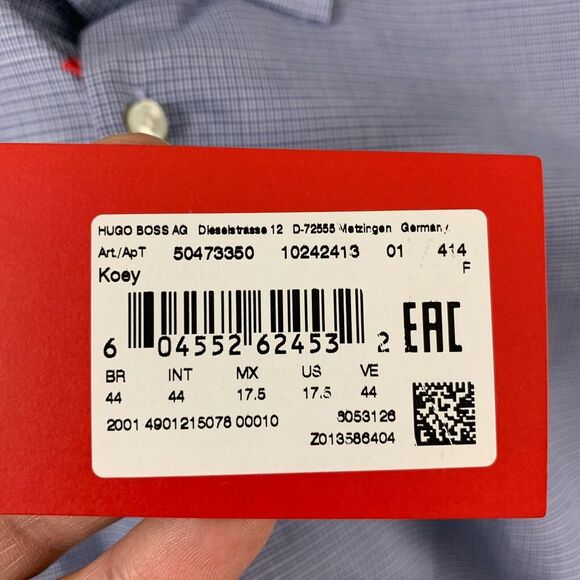 HUGO BOSS AG Dieselstrasse 12 D-72555 Metzingen Germany
Art./ApT 50473350 10242413 01 414
Koey F
6 04552 62453 2 EAC
BR INT MX US VE
44 44 17.5 17.5 44
2001 4901215078 00010 6053126
Z013586404